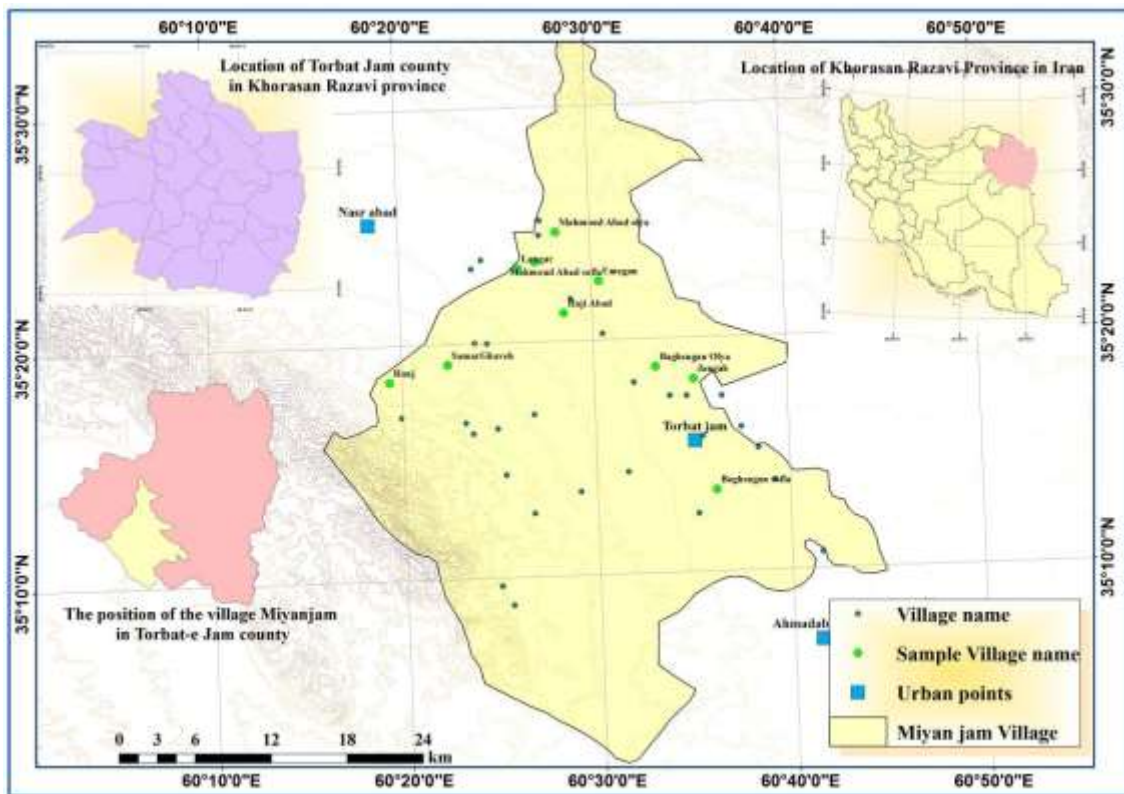 60°10'0"E 60°20'0"E 60°30'0"E 60°40'0"E 60°50'0"E
Location of Torbat Jam county
in Khorasan Razavi province
Location of Khorasan Razavi Province in Iran
35°30'0"N
35°30'0"N
Nasr abad
Mahmoud Abad olya
Langar
Mahmoud Abad sofla
Haji Abad
35°20'0"N
35°20'0"N
SamarGhaveh
Baghsogan Olya
Jangah
Torbat jam
Baghsogan sofla
35°10'0"N
35°10'0"N
The position of the village Miyanjam
in Torbat-e Jam county
Village name
Sample Village name
Urban points
Miyan jam Village
0 3 6 12 18 24
km
60°10'0"E 60°20'0"E 60°30'0"E 60°40'0"E 60°50'0"E